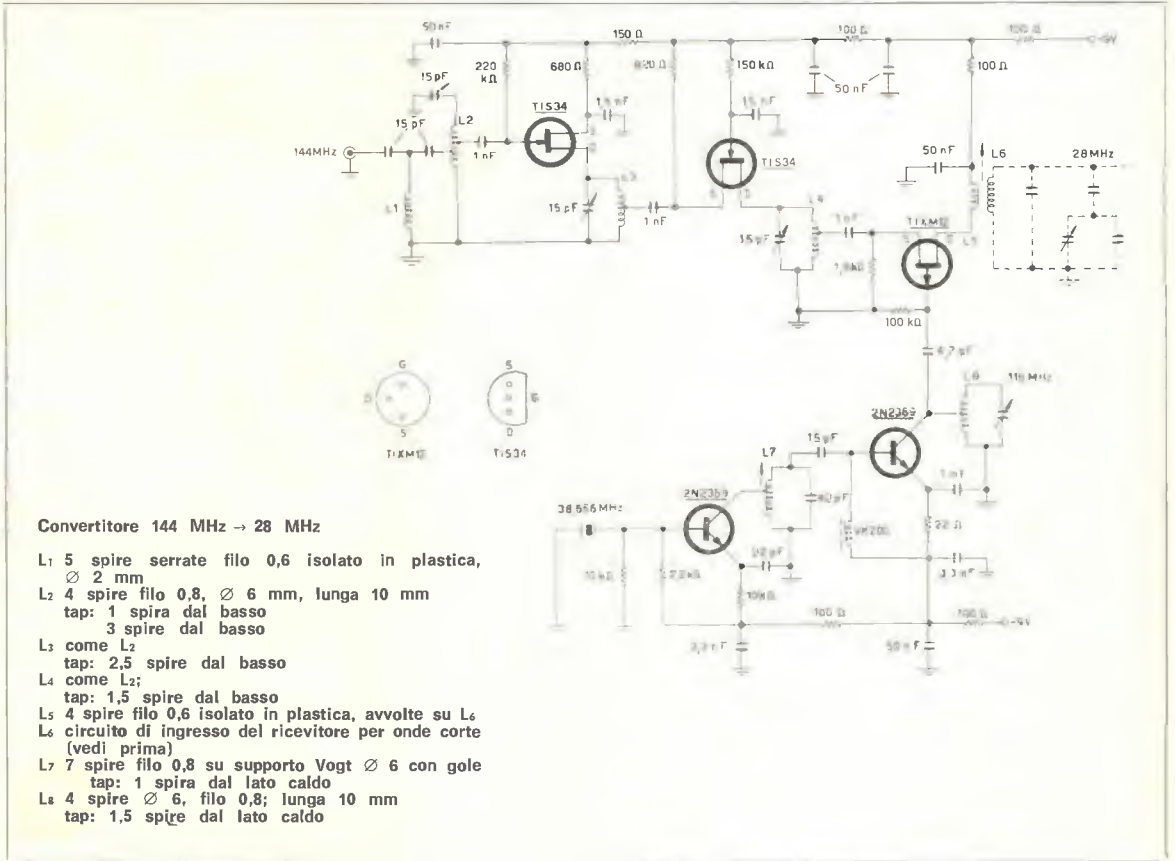 50 nF
150 Ω
100 Ω
100 Ω
-9V
220 kΩ
680 Ω
820 Ω
150 kΩ
100 Ω
15 pF
1,5 nF
50 nF
L2
TIS34
15 pF
144MHz
1 nF
TIS34
50 nF
L6
28MHz
L1
15 pF
L3
1 nF
L4
15 pF
1 nF
TIXM12
L5
1,8kΩ
100 kΩ
4,7 pF
G
D
S
TIXM12
S
G
D
TIS34
L8
116 MHz
2N2369
15 pF
L7
1 nF
2N2369
38,666MHz
VK200
22 Ω
22 pF
10 kΩ
100 Ω
100 Ω
-9V
50 nF
Convertitore 144 MHz → 28 MHz
L1 5 spire serrate filo 0,6 isolato in plastica,
∅ 2 mm
L2 4 spire filo 0,8, ∅ 6 mm, lunga 10 mm
tap: 1 spira dal basso
3 spire dal basso
L3 come L2
tap: 2,5 spire dal basso
L4 come L2;
tap: 1,5 spire dal basso
L5 4 spire filo 0,6 isolato in plastica, avvolte su L6
L6 circuito di ingresso del ricevitore per onde corte
(vedi prima)
L7 7 spire filo 0,8 su supporto Vogt ∅ 6 con gole
tap: 1 spira dal lato caldo
L8 4 spire ∅ 6, filo 0,8; lunga 10 mm
tap: 1,5 spire dal lato caldo